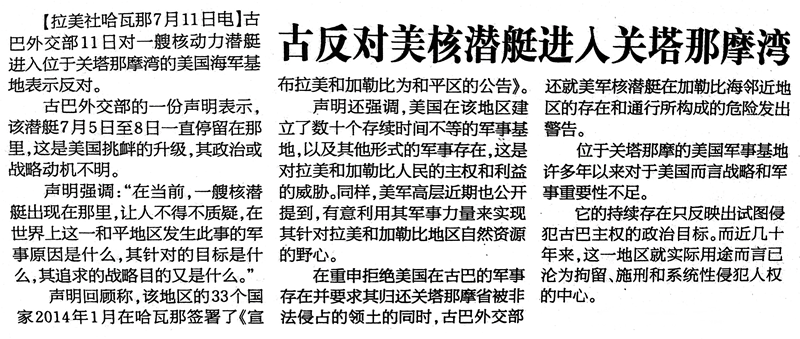 古反对美核潜艇进入关塔那摩湾
【拉美社哈瓦那7月11日电】古
巴外交部11日对一艘核动力潜艇
进入位于关塔那摩湾的美国海军基
地表示反对。
古巴外交部的一份声明表示，
该潜艇7月5日至8日一直停留在那
里，这是美国挑衅的升级，其政治或
战略动机不明。
声明强调：“在当前，一艘核潜
艇出现在那里，让人不得不质疑，在
世界上这一和平地区发生此事的军
事原因是什么，其针对的目标是什
么，其追求的战略目的又是什么。”
声明回顾称，该地区的33个国
家2014年1月在哈瓦那签署了《宣
布拉美和加勒比为和平区的公告》。
声明还强调，美国在该地区建
立了数十个存续时间不等的军事基
地，以及其他形式的军事存在，这是
对拉美和加勒比人民的主权和利益
的威胁。同样，美军高层近期也公开
提到，有意利用其军事力量来实现
其针对拉美和加勒比地区自然资源
的野心。
在重申拒绝美国在古巴的军事
存在并要求其归还关塔那摩省被非
法侵占的领土的同时，古巴外交部
还就美军核潜艇在加勒比海邻近地
区的存在和通行所构成的危险发出
警告。
位于关塔那摩的美国军事基地
许多年以来对于美国而言战略和军
事重要性不足。
它的持续存在只反映出试图侵
犯古巴主权的政治目标。而近几十
年来，这一地区就实际用途而言已
沦为拘留、施刑和系统性侵犯人权
的中心。